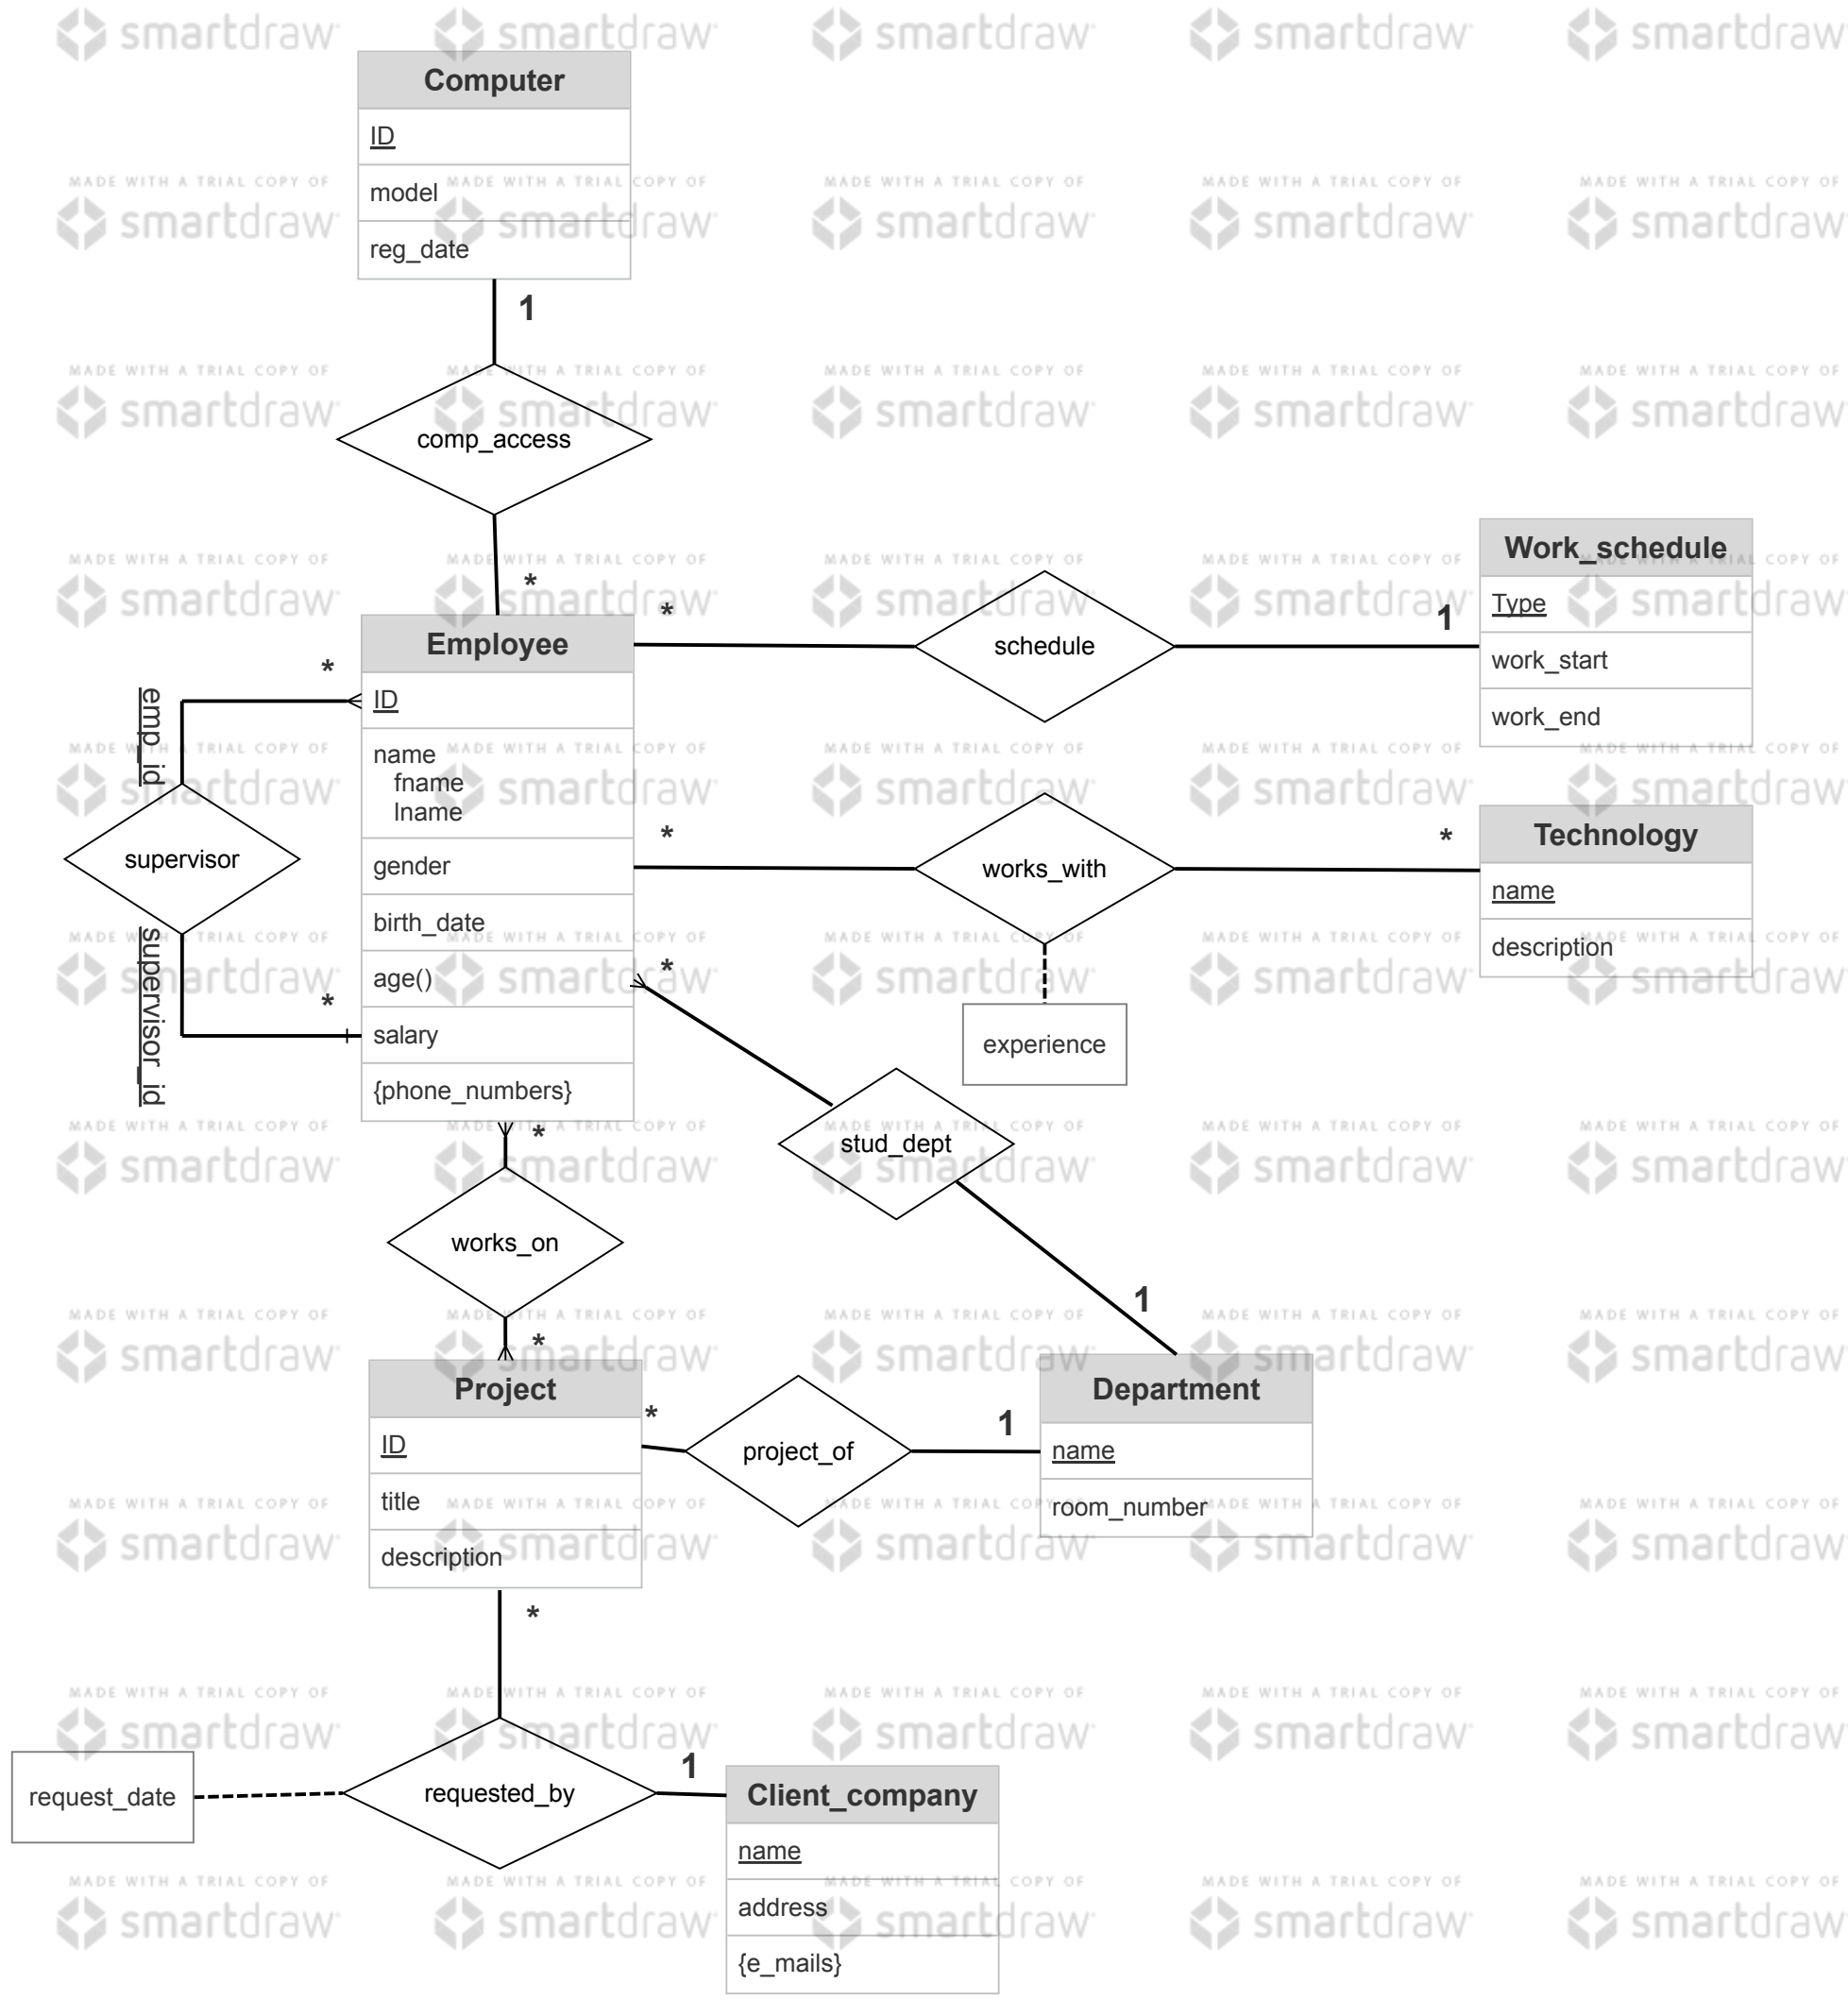 Computer
ID
model
reg_date
1
comp_access
*
Employee
ID
name
fname
lname
gender
birth_date
age()
salary
{phone_numbers}
*
emp_id
supervisor
supervisor_id
*
*
schedule
1
Work_schedule
Type
work_start
work_end
*
works_with
*
experience
Technology
name
description
*
stud_dept
1
*
works_on
*
Project
ID
title
description
*
project_of
1
Department
name
room_number
*
request_date
requested_by
1
Client_company
name
address
{e_mails}
MADE WITH A TRIAL COPY OF
smartdraw